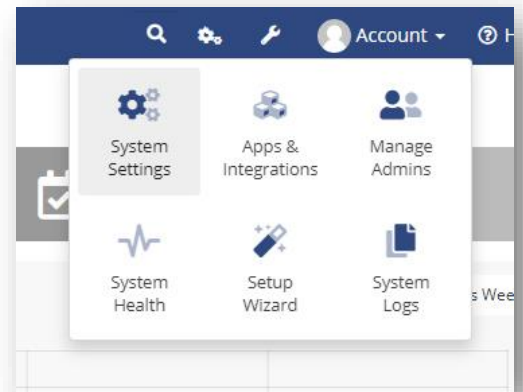 Account
H
System Settings
Apps & Integrations
Manage Admins
System Health
Setup Wizard
System Logs
s Wee